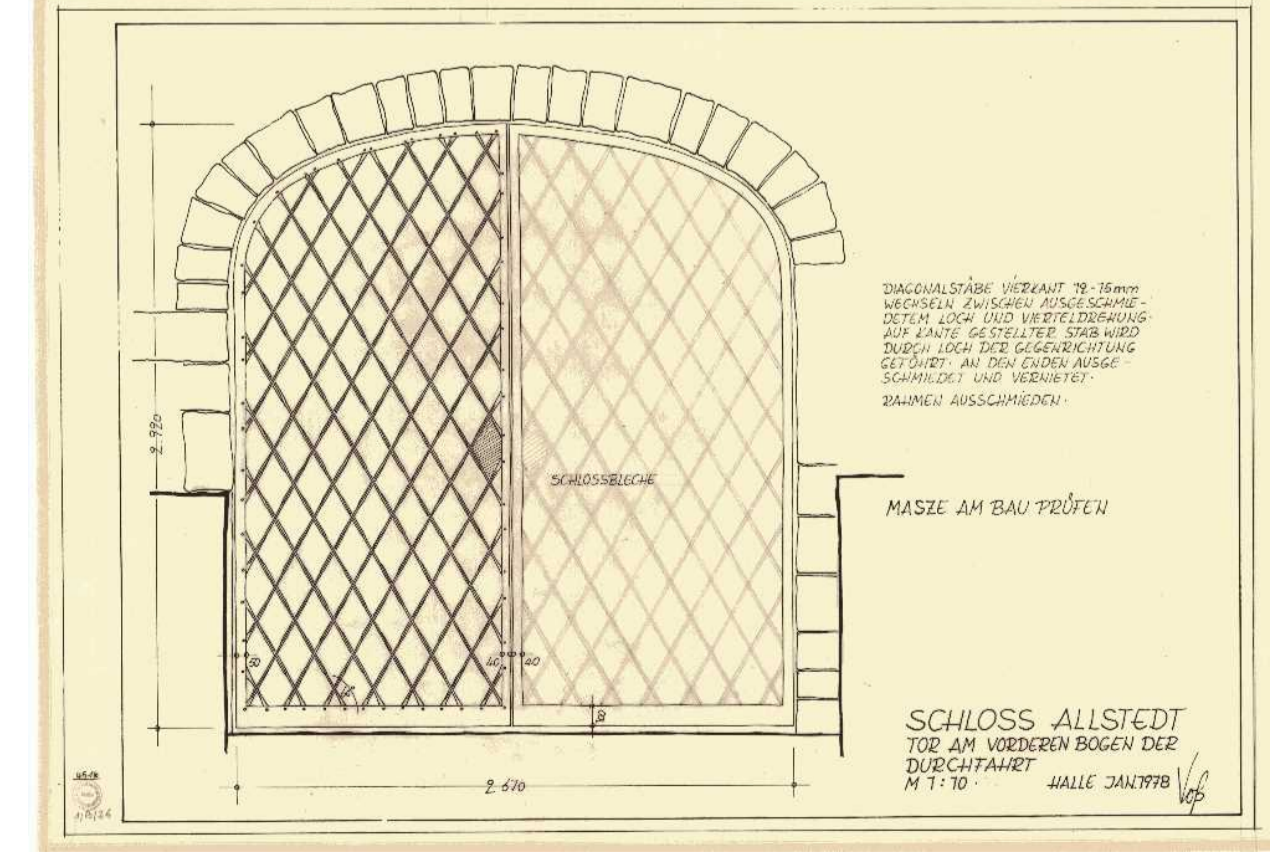 DIAGONALSTÄBE VIERKANT 12-15mm
WECHSELN ZWISCHEN AUSGESCHMIE-
DETEM LOCH UND VIERTELDREHUNG·
AUF KANTE GESTELLTER STAB WIRD
DURCH LOCH DER GEGENRICHTUNG
GEFÜHRT· AN DEN ENDEN AUSGE-
SCHMIEDET UND VERNIETET·
RAHMEN AUSSCHMIEDEN·
2.920
SCHLOSSBLECHE
MASZE AM BAU PRÜFEN
50
40 40
2 670
SCHLOSS ALLSTEDT
TOR AM VORDEREN BOGEN DER
DURCHFAHRT
M 1:10· HALLE JAN.1978 Voß